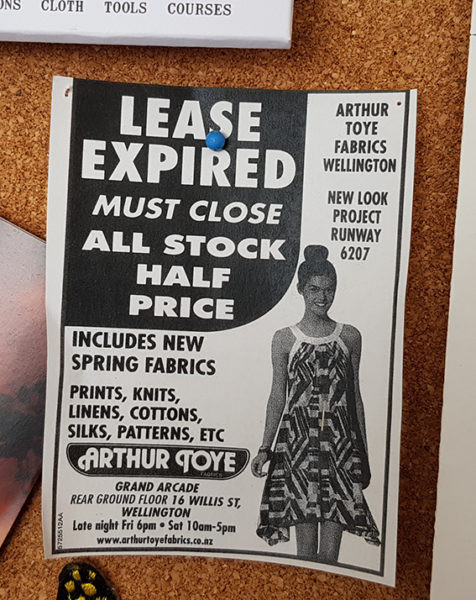 CLOTH TOOLS COURSES
LEASE
EXPIRED
MUST CLOSE
ALL STOCK
HALF
PRICE
INCLUDES NEW
SPRING FABRICS
PRINTS, KNITS,
LINENS, COTTONS,
SILKS, PATTERNS, ETC
ARTHUR TOYE
FABRICS
GRAND ARCADE
REAR GROUND FLOOR 16 WILLIS ST,
WELLINGTON
Late night Fri 6pm • Sat 10am-5pm
www.arthurtoyefabrics.co.nz
5725512AA
ARTHUR
TOYE
FABRICS
WELLINGTON
NEW LOOK
PROJECT
RUNWAY
6207